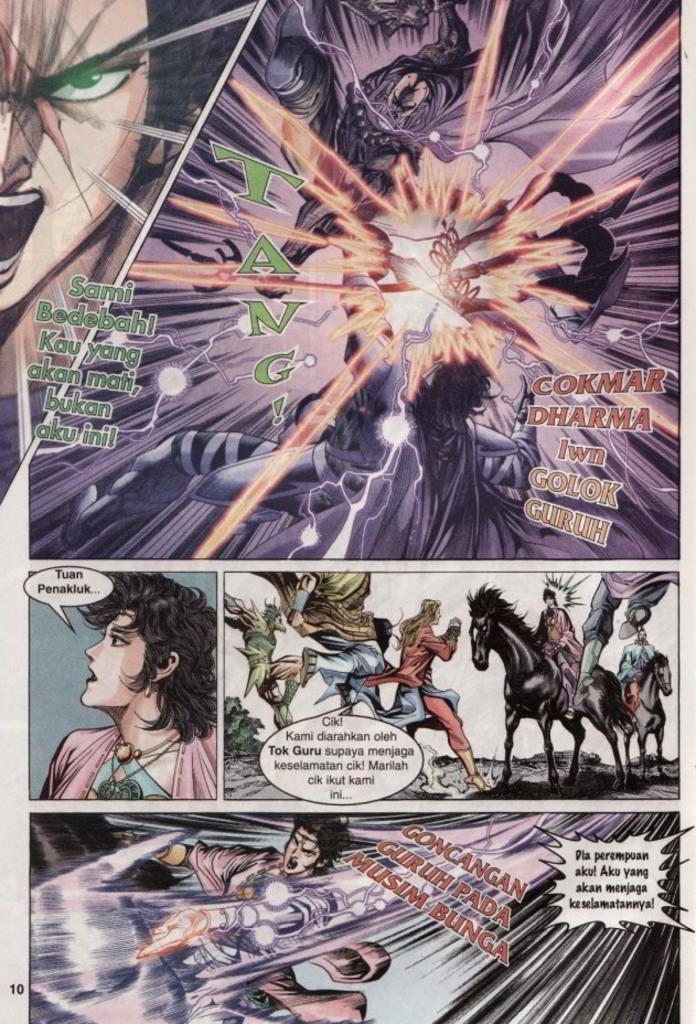 TANG!
Sami
Bedebah!
Kau yang
akan mati,
bukan
aku ini!
COKMAR
DHARMA
lwn
GOLOK
GURUH
Tuan
Penakluk...
Cik!
Kami diarahkan oleh
Tok Guru supaya menjaga
keselamatan cik! Marilah
cik ikut kami
ini...
GONCANGAN
GURUH PADA
MUSIM BUNGA
Dia perempuan
aku! Aku yang
akan menjaga
keselamatannya!
10